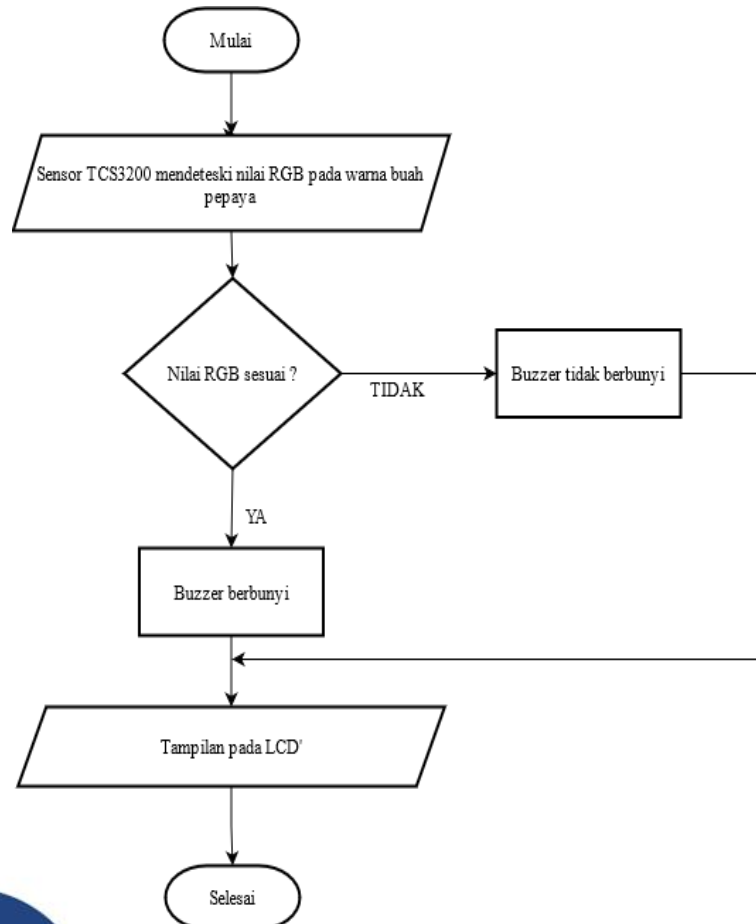 Mulai
Sensor TCS3200 mendeteski nilai RGB pada warna buah
pepaya
Nilai RGB sesuai ?
TIDAK
Buzzer tidak berbunyi
YA
Buzzer berbunyi
Tampilan pada LCD'
Selesai